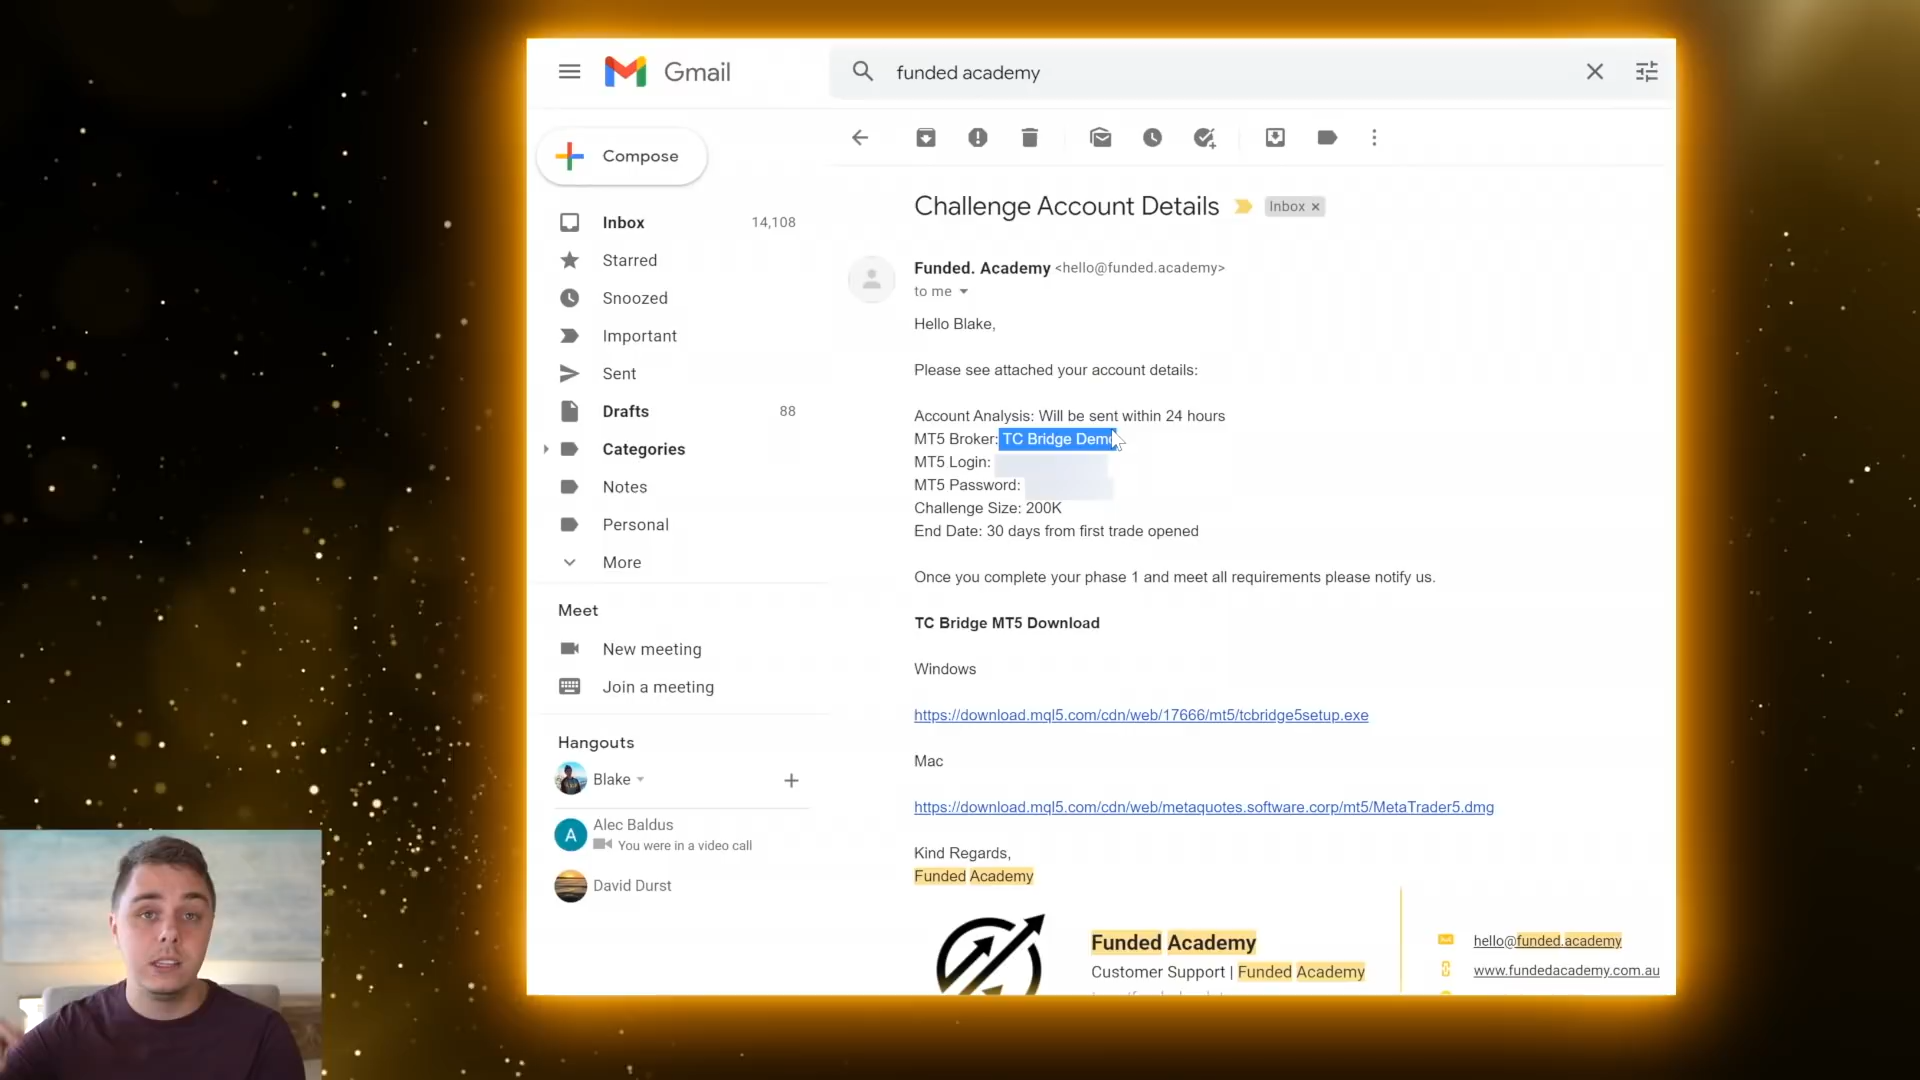 Gmail
funded academy
Compose
Inbox 14,108
Starred
Snoozed
Important
Sent
Drafts 88
Categories
Notes
Personal
More
Meet
New meeting
Join a meeting
Hangouts
Blake
A
Alec Baldus
You were in a video call
David Durst
Challenge Account Details
Inbox ×
Funded. Academy <hello@funded.academy>
to me
Hello Blake,
Please see attached your account details:
Account Analysis: Will be sent within 24 hours
MT5 Broker: TC Bridge Demo
MT5 Login:
MT5 Password:
Challenge Size: 200K
End Date: 30 days from first trade opened
Once you complete your phase 1 and meet all requirements please notify us.
TC Bridge MT5 Download
Windows
https://download.mql5.com/cdn/web/17666/mt5/tcbridge5setup.exe
Mac
https://download.mql5.com/cdn/web/metaquotes.software.corp/mt5/MetaTrader5.dmg
Kind Regards,
Funded Academy
Funded Academy
Customer Support | Funded Academy
hello@funded.academy
www.fundedacademy.com.au